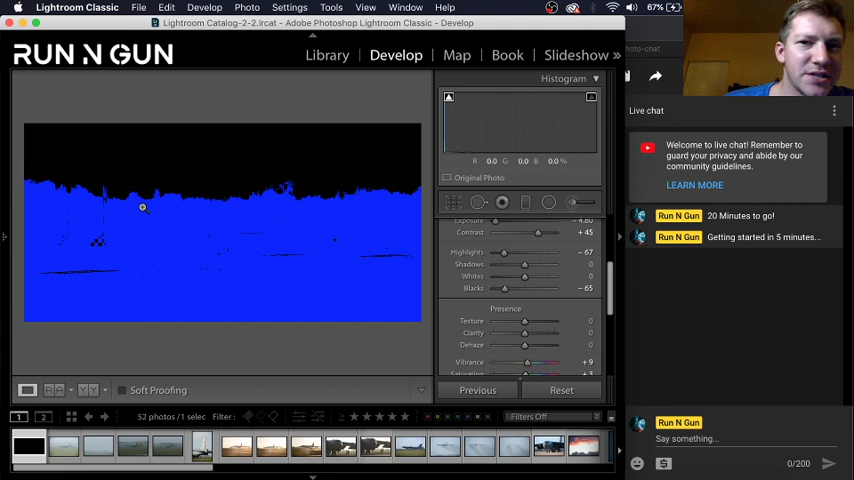 Lightroom Classic File Edit Develop Photo Settings Tools View Window Help 67%
Lightroom Catalog-2-2.lrcat - Adobe Photoshop Lightroom Classic - Develop
RUN N GUN Library Develop Map Book Slideshow »
Histogram
R 0.0 G 0.0 B 0.0 %
Original Photo
Exposure - 4.80
Contrast + 45
Highlights - 67
Shadows 0
Whites 0
Blacks - 65
Presence
Texture 0
Clarity 0
Dehaze 0
Vibrance + 9
Saturation + 3
Soft Proofing
Previous Reset
1 2 52 photos / 1 selec Filter : Filters Off
Live chat
Welcome to live chat! Remember to
guard your privacy and abide by our
community guidelines.
LEARN MORE
Run N Gun 20 Minutes to go!
Run N Gun Getting started in 5 minutes...
Run N Gun
Say something...
0/200